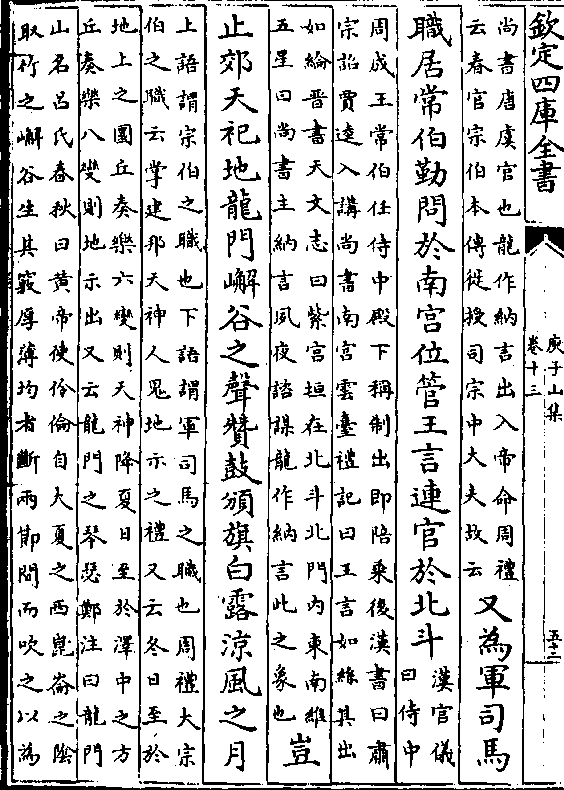 欽定四庫全書
庾子山集
卷十三
五十三
尚書唐虞官也龍作納言出入帝命周禮
云春官宗伯本傳徙授司宗中大夫故云
又為軍司馬
職居常伯勤問於南宫位管王言連官於北斗
漢官儀
曰侍中
周成王常伯任侍中殿下稱制出即陪乗後漢書曰肅
宗詔賈逵入講尚書南宫雲臺禮記曰王言如絲其出
如綸晉書天文志曰紫宫垣在北斗北門内東南維
五星曰尚書主納言夙夜諮謀龍作納言此之象也
豈
止郊天祀地龍門嶰谷之聲贊鼓頒旗白露涼風之月
上語謂宗伯之職也下語謂軍司馬之職也周禮大宗
伯之職云掌建邦天神人鬼地示之禮又云冬日至於
地上之圜丘奏樂六變則天神降夏日至於澤中之方
丘奏樂八變則地示出又云龍門之琴瑟鄭注曰龍門
山名吕氏春秋曰黄帝使伶倫自大夏之西崑崙之隂
取竹之嶰谷生其竅厚薄均者斷兩節間而吹之以為